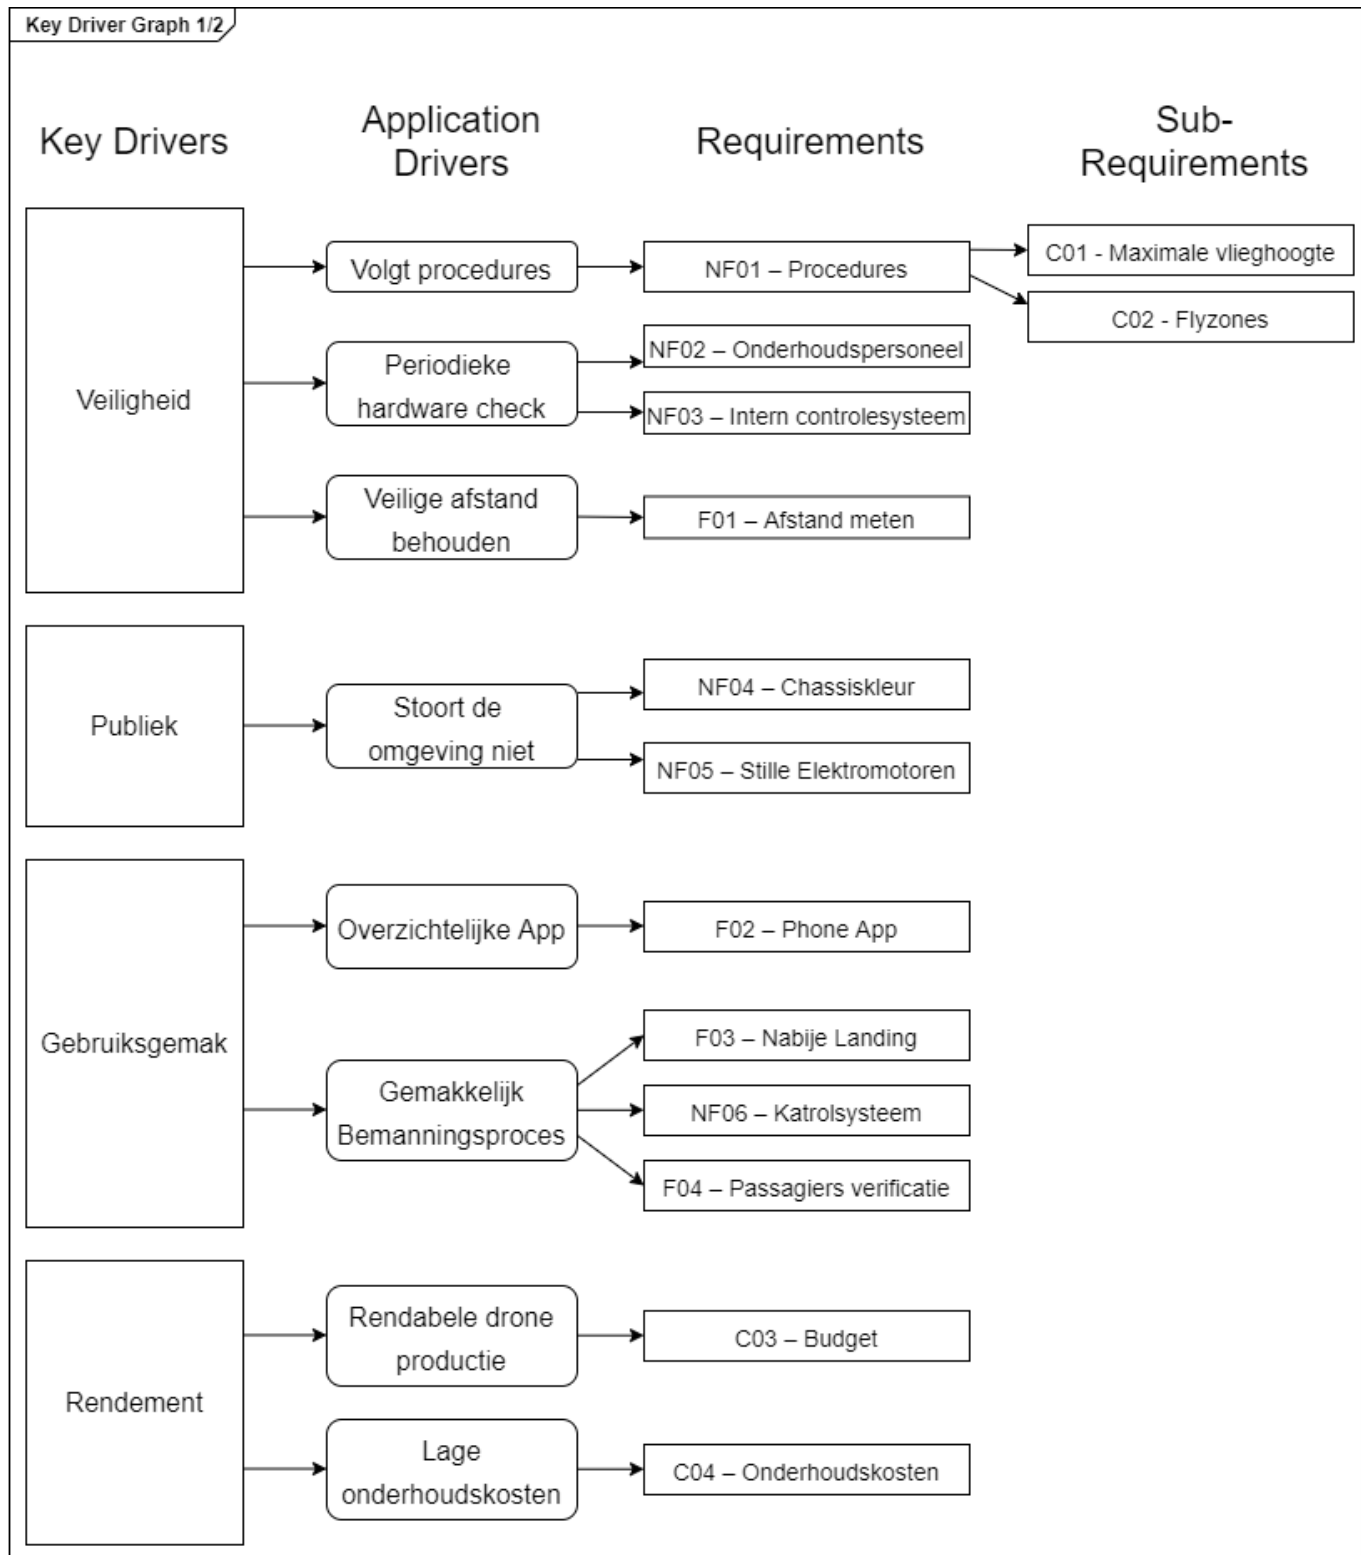 Key Driver Graph 1/2
Key Drivers
Application
Drivers
Requirements
Sub-
Requirements
Veiligheid
Volgt procedures
NF01 – Procedures
C01 - Maximale vlieghoogte
C02 - Flyzones
Periodieke
hardware check
NF02 – Onderhoudspersoneel
NF03 – Intern controlesysteem
Veilige afstand
behouden
F01 – Afstand meten
Publiek
Stoort de
omgeving niet
NF04 – Chassiskleur
NF05 – Stille Elektromotoren
Gebruiksgemak
Overzichtelijke App
F02 – Phone App
Gemakkelijk
Bemanningsproces
F03 – Nabije Landing
NF06 – Katrolsysteem
F04 – Passagiers verificatie
Rendement
Rendabele drone
productie
C03 – Budget
Lage
onderhoudskosten
C04 – Onderhoudskosten